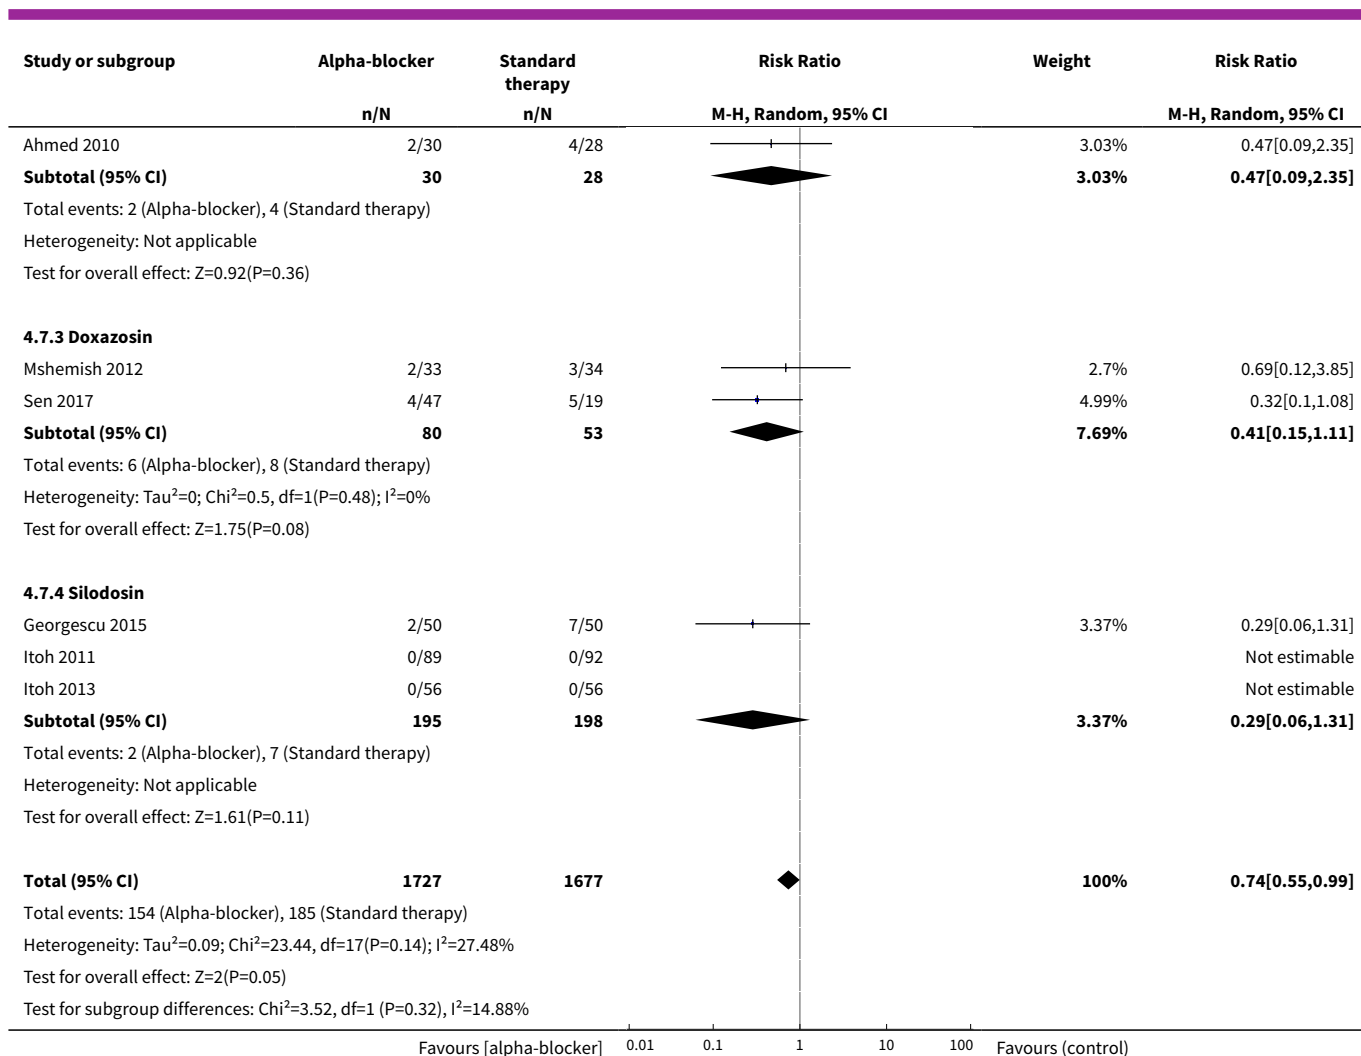 Study or subgroup Alpha-blocker Standard therapy Risk Ratio Weight Risk Ratio
n/N n/N M-H, Random, 95% CI M-H, Random, 95% CI
Ahmed 2010 2/30 4/28 3.03% 0.47[0.09,2.35]
Subtotal (95% CI) 30 28 3.03% 0.47[0.09,2.35]
Total events: 2 (Alpha-blocker), 4 (Standard therapy)
Heterogeneity: Not applicable
Test for overall effect: Z=0.92(P=0.36)
4.7.3 Doxazosin
Mshemish 2012 2/33 3/34 2.7% 0.69[0.12,3.85]
Sen 2017 4/47 5/19 4.99% 0.32[0.1,1.08]
Subtotal (95% CI) 80 53 7.69% 0.41[0.15,1.11]
Total events: 6 (Alpha-blocker), 8 (Standard therapy)
Heterogeneity: Tau²=0; Chi²=0.5, df=1(P=0.48); I²=0%
Test for overall effect: Z=1.75(P=0.08)
4.7.4 Silodosin
Georgescu 2015 2/50 7/50 3.37% 0.29[0.06,1.31]
Itoh 2011 0/89 0/92 Not estimable
Itoh 2013 0/56 0/56 Not estimable
Subtotal (95% CI) 195 198 3.37% 0.29[0.06,1.31]
Total events: 2 (Alpha-blocker), 7 (Standard therapy)
Heterogeneity: Not applicable
Test for overall effect: Z=1.61(P=0.11)
Total (95% CI) 1727 1677 100% 0.74[0.55,0.99]
Total events: 154 (Alpha-blocker), 185 (Standard therapy)
Heterogeneity: Tau²=0.09; Chi²=23.44, df=17(P=0.14); I²=27.48%
Test for overall effect: Z=2(P=0.05)
Test for subgroup differences: Chi²=3.52, df=1 (P=0.32), I²=14.88%
Favours [alpha-blocker] 0.01 0.1 1 10 100 Favours (control)